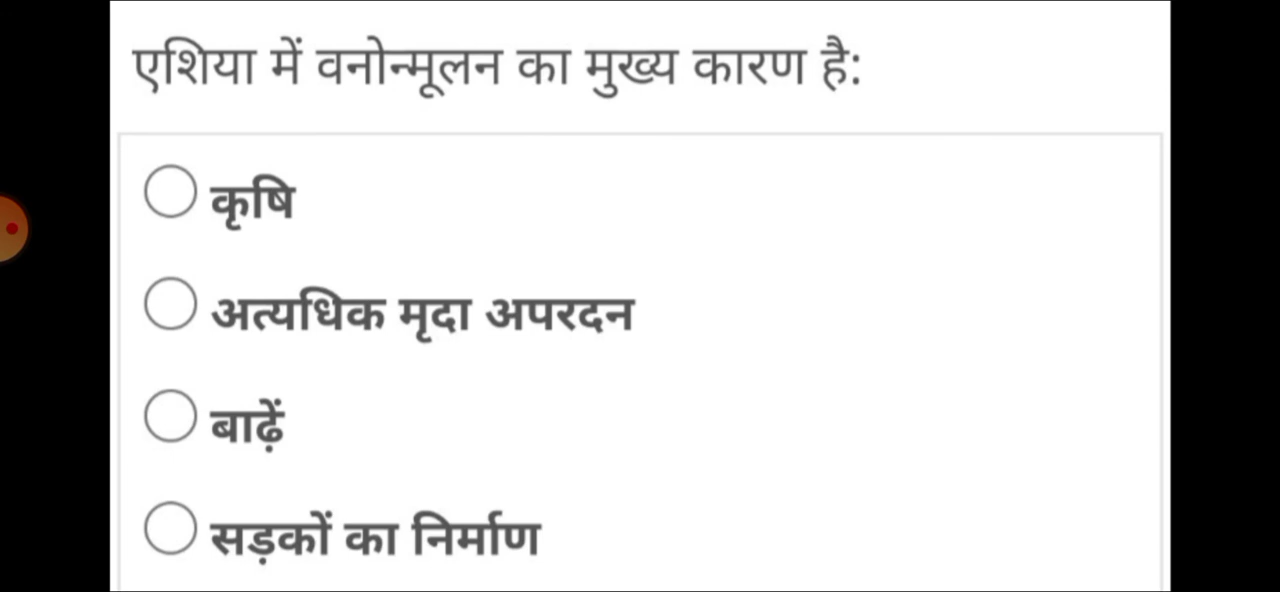 एशिया में वनोन्मूलन का मुख्य कारण है:
कृषि
अत्यधिक मृदा अपरदन
बाढ़ें
सड़कों का निर्माण